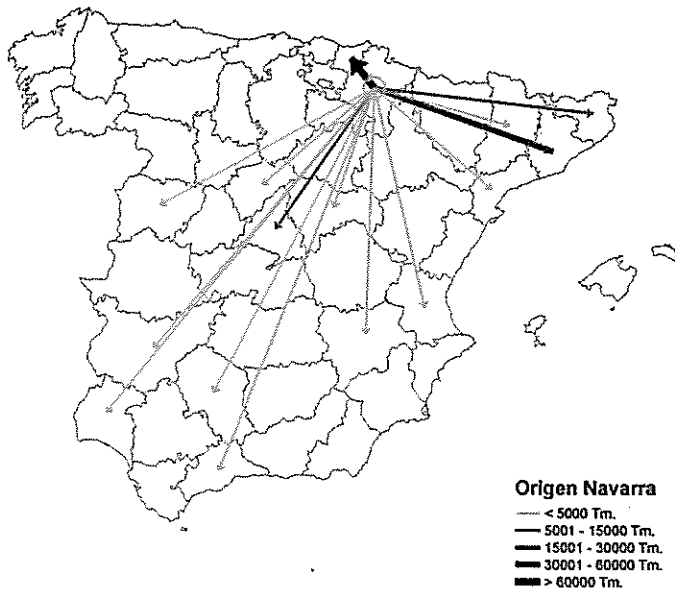 Origen Navarra
< 5000 Tm.
5001 - 15000 Tm.
15001 - 30000 Tm.
30001 - 60000 Tm.
> 60000 Tm.